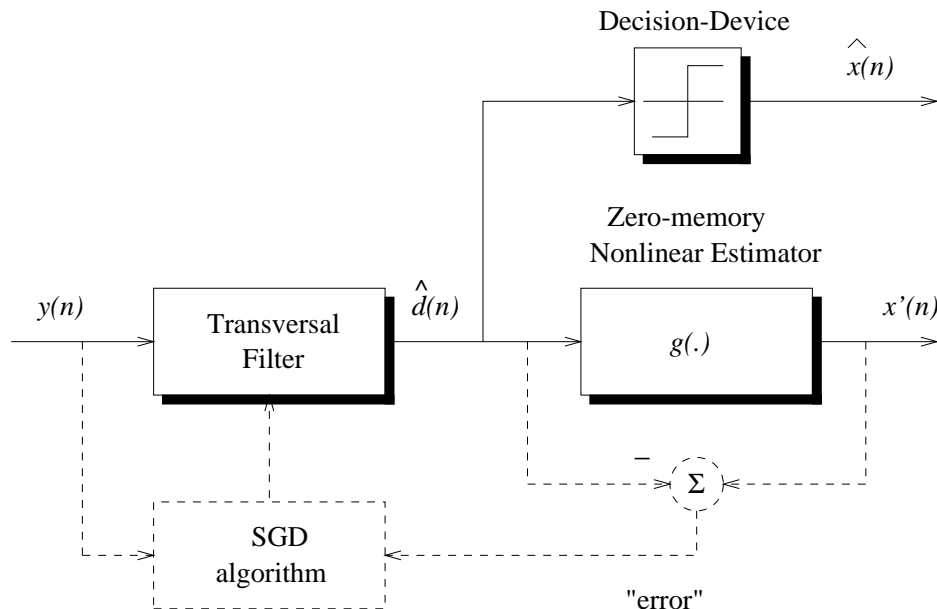 Decision-Device
x̂(n)
Zero-memory
Nonlinear Estimator
y(n)
Transversal
Filter
d̂(n)
g(.)
x'(n)
−
Σ
SGD
algorithm
"error"